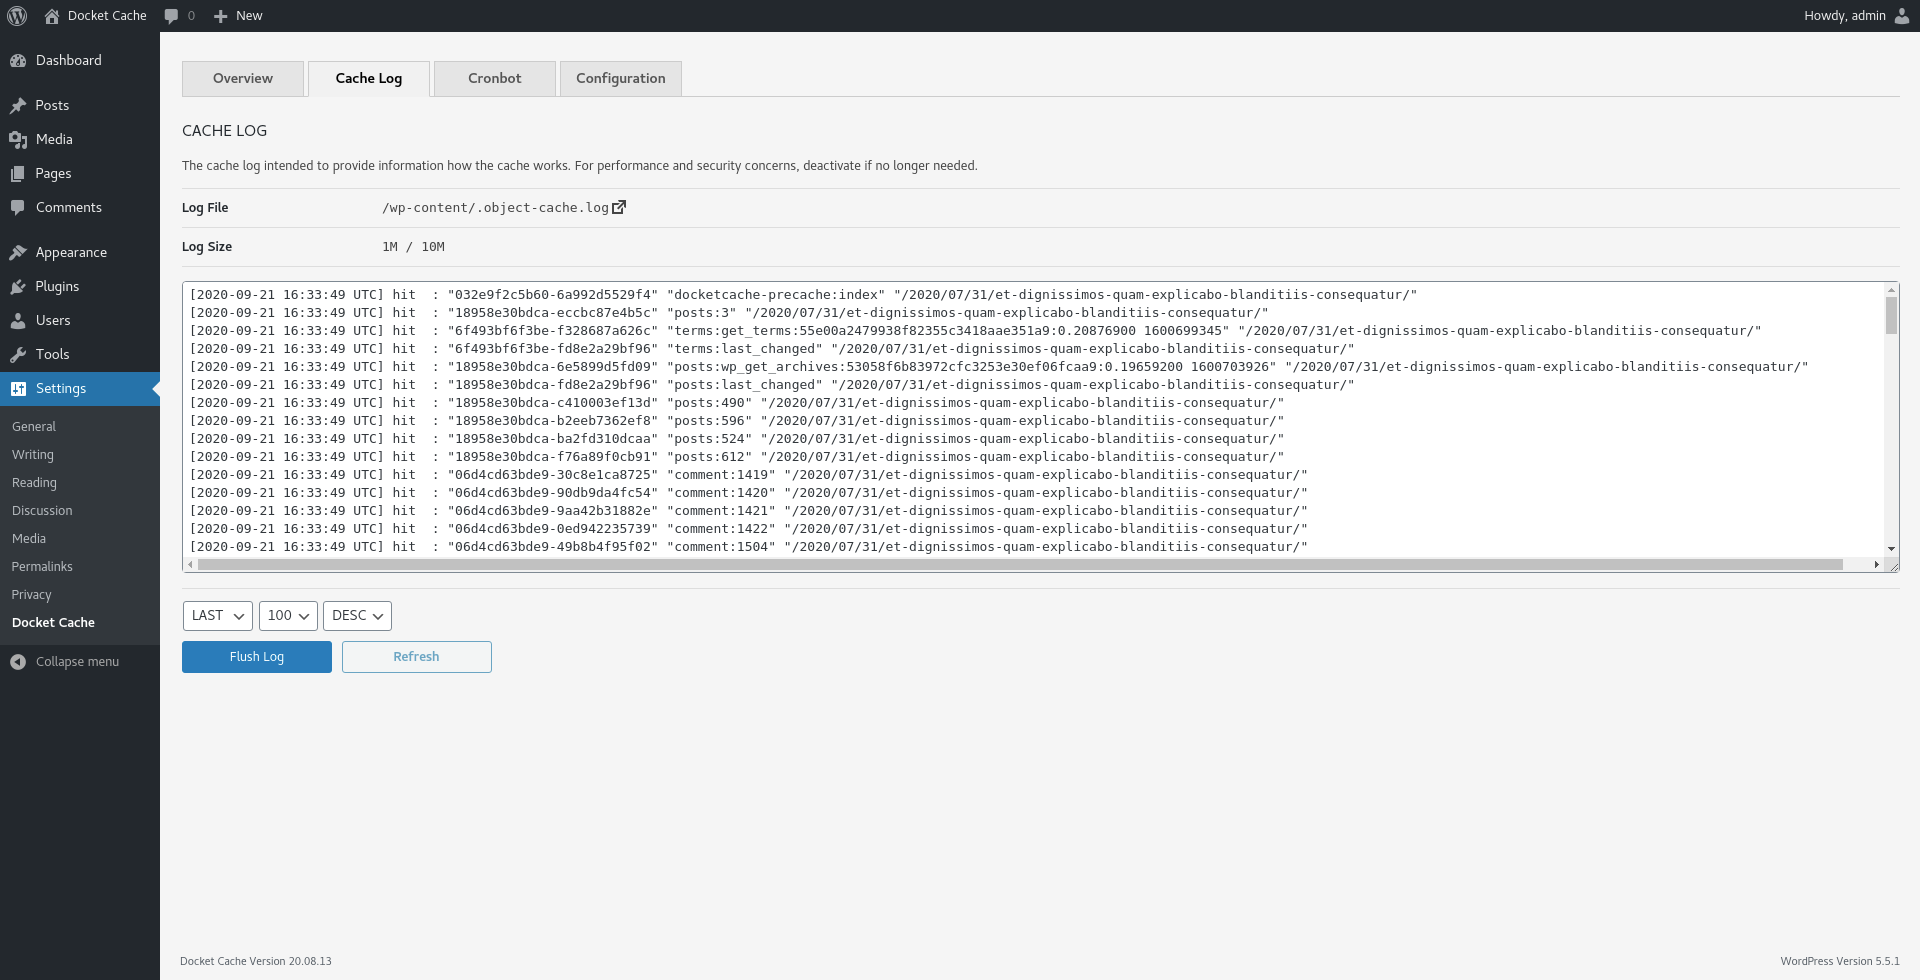 Docket Cache 0 New Howdy, admin
Dashboard
Posts
Media
Pages
Comments
Appearance
Plugins
Users
Tools
Settings
General
Writing
Reading
Discussion
Media
Permalinks
Privacy
Docket Cache
Collapse menu
Overview Cache Log Cronbot Configuration
CACHE LOG
The cache log intended to provide information how the cache works. For performance and security concerns, deactivate if no longer needed.
Log File /wp-content/.object-cache.log
Log Size 1M / 10M
[2020-09-21 16:33:49 UTC] hit  : "032e9f2c5b60-6a992d5529f4" "docketcache-precache:index" "/2020/07/31/et-dignissimos-quam-explicabo-blanditiis-consequatur/"
[2020-09-21 16:33:49 UTC] hit  : "18958e30bdca-eccbc87e4b5c" "posts:3" "/2020/07/31/et-dignissimos-quam-explicabo-blanditiis-consequatur/"
[2020-09-21 16:33:49 UTC] hit  : "6f493bf6f3be-f328687a626c" "terms:get_terms:55e00a2479938f82355c3418aae351a9:0.20876900 1600699345" "/2020/07/31/et-dignissimos-quam-explicabo-blanditiis-consequatur/"
[2020-09-21 16:33:49 UTC] hit  : "6f493bf6f3be-fd8e2a29bf96" "terms:last_changed" "/2020/07/31/et-dignissimos-quam-explicabo-blanditiis-consequatur/"
[2020-09-21 16:33:49 UTC] hit  : "18958e30bdca-6e5899d5fd09" "posts:wp_get_archives:53058f6b83972cfc3253e30ef06fcaa9:0.19659200 1600703926" "/2020/07/31/et-dignissimos-quam-explicabo-blanditiis-consequatur/"
[2020-09-21 16:33:49 UTC] hit  : "18958e30bdca-fd8e2a29bf96" "posts:last_changed" "/2020/07/31/et-dignissimos-quam-explicabo-blanditiis-consequatur/"
[2020-09-21 16:33:49 UTC] hit  : "18958e30bdca-c410003ef13d" "posts:490" "/2020/07/31/et-dignissimos-quam-explicabo-blanditiis-consequatur/"
[2020-09-21 16:33:49 UTC] hit  : "18958e30bdca-b2eeb7362ef8" "posts:596" "/2020/07/31/et-dignissimos-quam-explicabo-blanditiis-consequatur/"
[2020-09-21 16:33:49 UTC] hit  : "18958e30bdca-ba2fd310dcaa" "posts:524" "/2020/07/31/et-dignissimos-quam-explicabo-blanditiis-consequatur/"
[2020-09-21 16:33:49 UTC] hit  : "18958e30bdca-f76a89f0cb91" "posts:612" "/2020/07/31/et-dignissimos-quam-explicabo-blanditiis-consequatur/"
[2020-09-21 16:33:49 UTC] hit  : "06d4cd63bde9-30c8e1ca8725" "comment:1419" "/2020/07/31/et-dignissimos-quam-explicabo-blanditiis-consequatur/"
[2020-09-21 16:33:49 UTC] hit  : "06d4cd63bde9-90db9da4fc54" "comment:1420" "/2020/07/31/et-dignissimos-quam-explicabo-blanditiis-consequatur/"
[2020-09-21 16:33:49 UTC] hit  : "06d4cd63bde9-9aa42b31882e" "comment:1421" "/2020/07/31/et-dignissimos-quam-explicabo-blanditiis-consequatur/"
[2020-09-21 16:33:49 UTC] hit  : "06d4cd63bde9-0ed942235739" "comment:1422" "/2020/07/31/et-dignissimos-quam-explicabo-blanditiis-consequatur/"
[2020-09-21 16:33:49 UTC] hit  : "06d4cd63bde9-49b8b4f95f02" "comment:1504" "/2020/07/31/et-dignissimos-quam-explicabo-blanditiis-consequatur/"
LAST 100 DESC
Flush Log Refresh
Docket Cache Version 20.08.13 WordPress Version 5.5.1